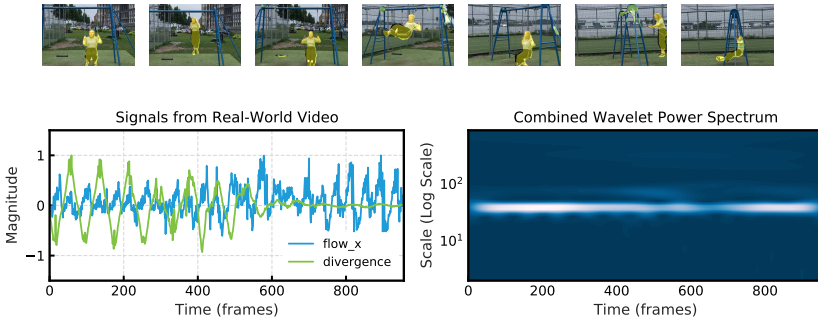 Signals from Real-World Video
Magnitude
1
0
−1
flow_x
divergence
0 200 400 600 800
Time (frames)
Combined Wavelet Power Spectrum
Scale (Log Scale)
10²
10¹
0 200 400 600 800
Time (frames)